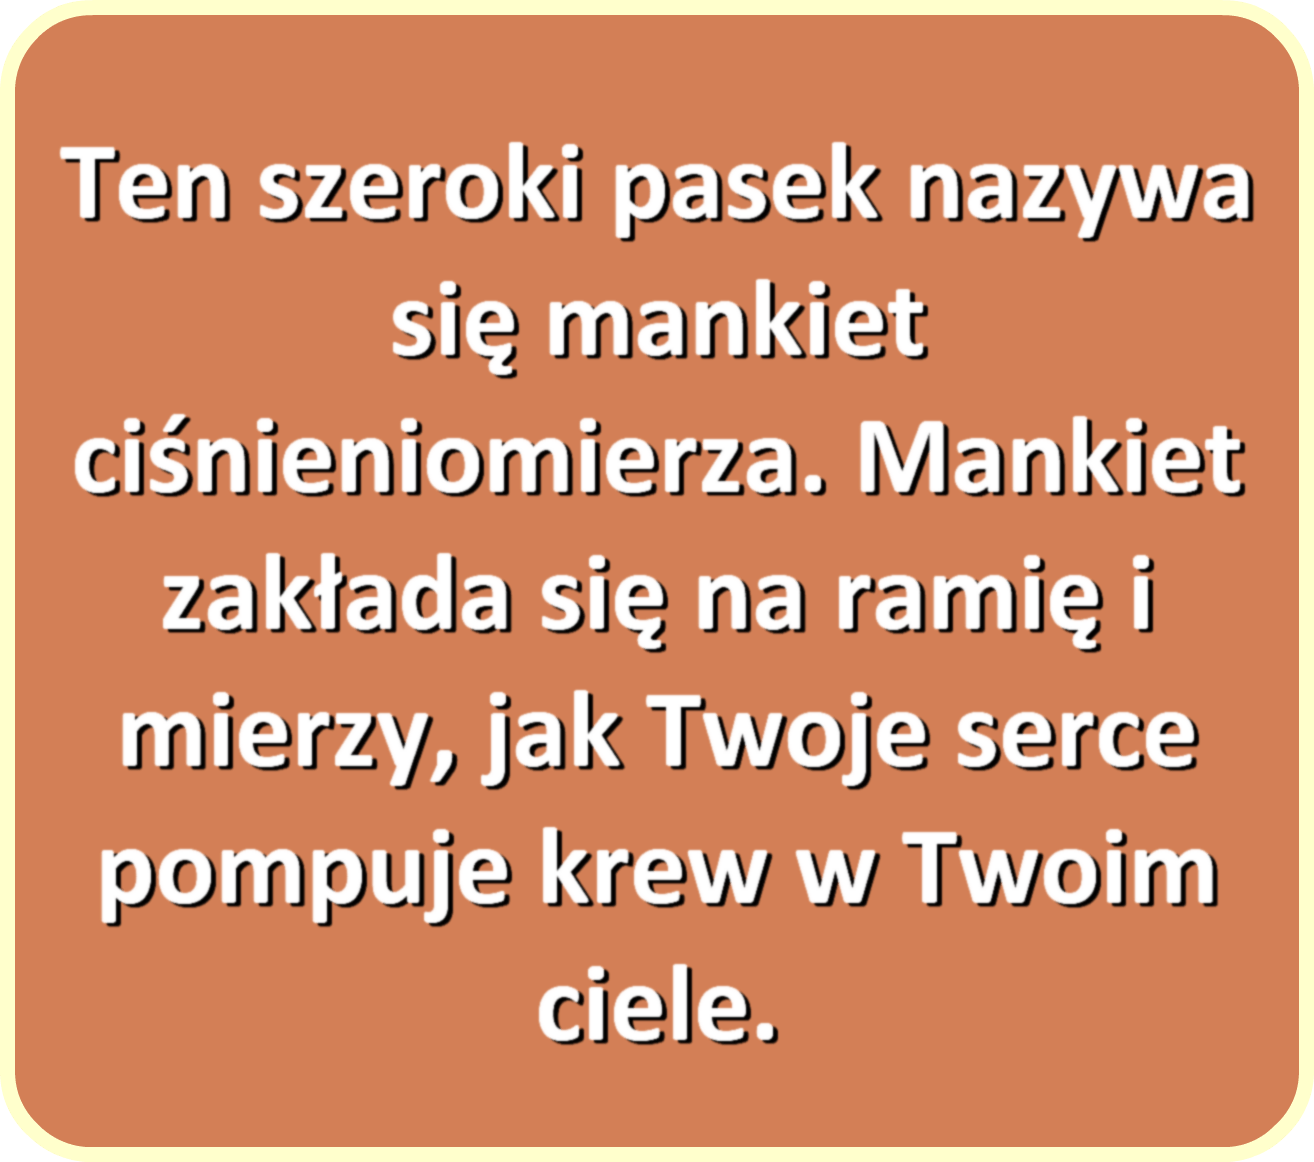 Ten szeroki pasek nazywa
się mankiet
ciśnieniomierza. Mankiet
zakłada się na ramię i
mierzy, jak Twoje serce
pompuje krew w Twoim
ciele.